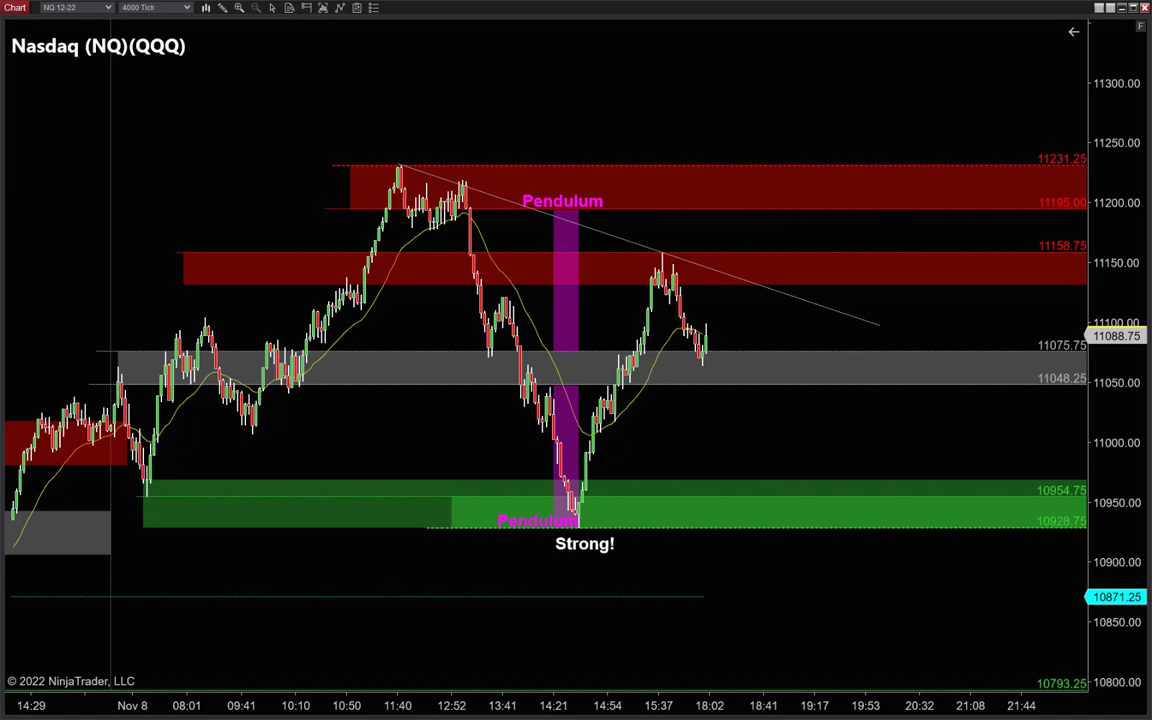 Chart NQ 12-22 4000 Tick
F
Nasdaq (NQ)(QQQ)
11300.00
11250.00
11231.25
11200.00
11195.00
Pendulum
11158.75
11150.00
11100.00
11088.75
11075.75
11050.00
11048.25
11000.00
10954.75
10950.00
10928.75
Pendulum
Strong!
10900.00
10871.25
10850.00
10800.00
10793.25
© 2022 NinjaTrader, LLC
14:29 Nov 8 08:01 09:41 10:10 10:50 11:40 12:52 13:41 14:21 14:54 15:37 18:02 18:41 19:17 19:53 20:32 21:08 21:44